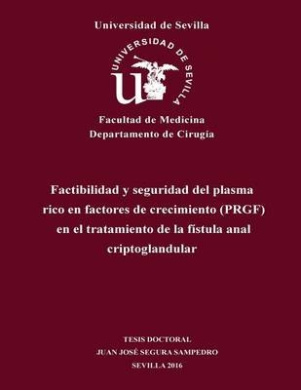 Universidad de Sevilla
UNIVERSIDAD DE SEVILLA
u
Facultad de Medicina
Departamento de Cirugía
Factibilidad y seguridad del plasma
rico en factores de crecimiento (PRGF)
en el tratamiento de la fístula anal
criptoglandular
TESIS DOCTORAL
JUAN JOSÉ SEGURA SAMPEDRO
SEVILLA 2016